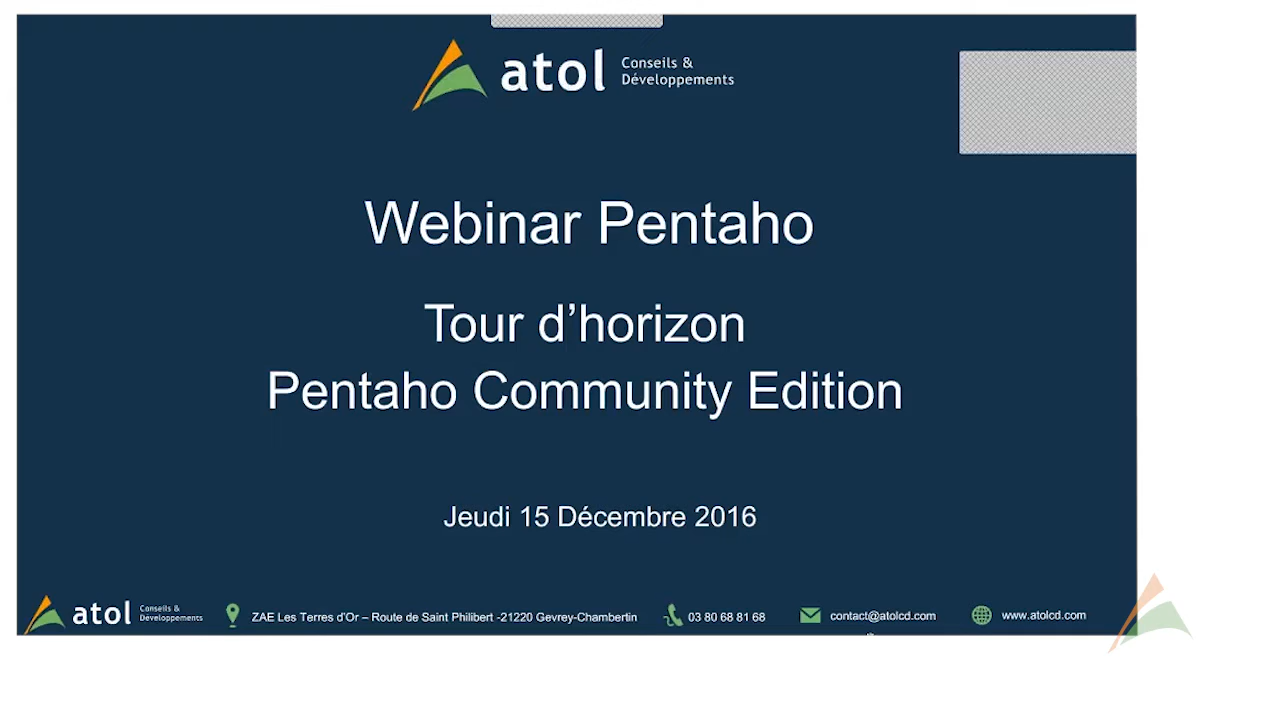 atol Conseils &
Développements
Webinar Pentaho
Tour d’horizon
Pentaho Community Edition
Jeudi 15 Décembre 2016
atol Conseils &
Développements
ZAE Les Terres d’Or – Route de Saint Philibert -21220 Gevrey-Chambertin
03 80 68 81 68
contact@atolcd.com
www.atolcd.com